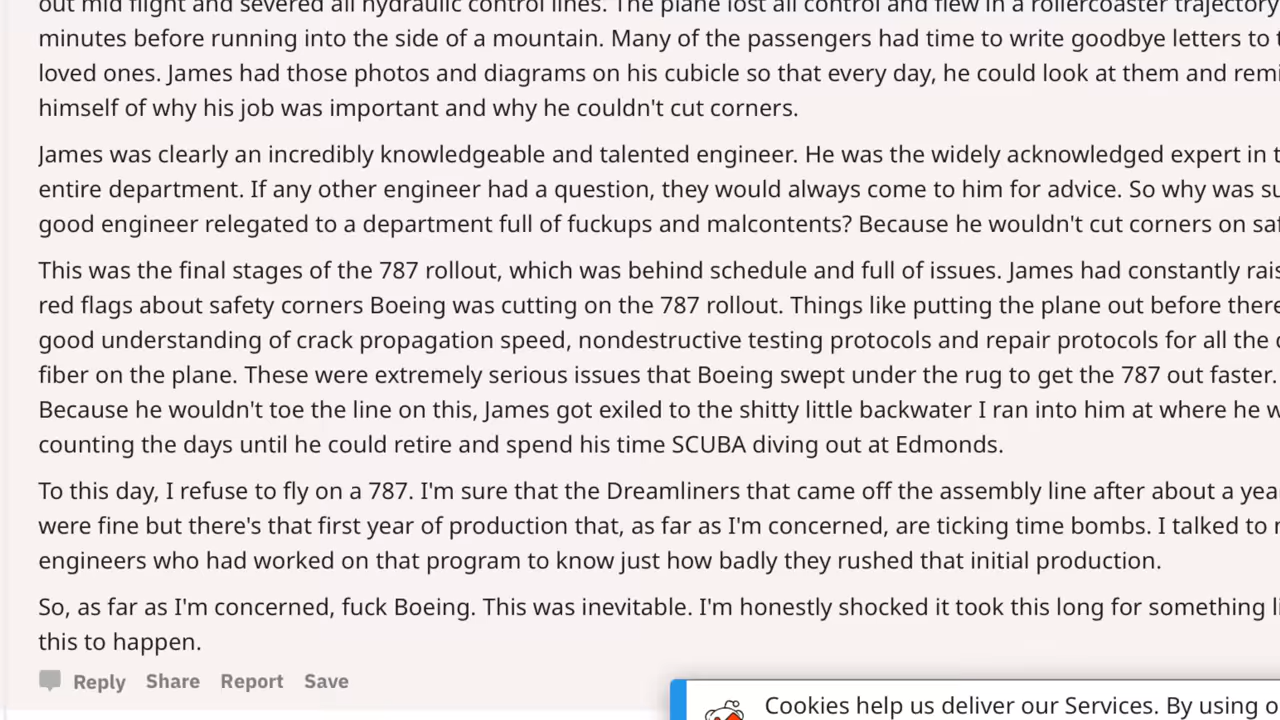 out mid flight and severed all hydraulic control lines. The plane lost all control and flew in a rollercoaster trajectory
minutes before running into the side of a mountain. Many of the passengers had time to write goodbye letters to
loved ones. James had those photos and diagrams on his cubicle so that every day, he could look at them and
himself of why his job was important and why he couldn't cut corners.
James was clearly an incredibly knowledgeable and talented engineer. He was the widely acknowledged expert in
entire department. If any other engineer had a question, they would always come to him for advice. So why was
good engineer relegated to a department full of fuckups and malcontents? Because he wouldn't cut corners on
This was the final stages of the 787 rollout, which was behind schedule and full of issues. James had constantly
red flags about safety corners Boeing was cutting on the 787 rollout. Things like putting the plane out before there
good understanding of crack propagation speed, nondestructive testing protocols and repair protocols for all the
fiber on the plane. These were extremely serious issues that Boeing swept under the rug to get the 787 out faster.
Because he wouldn't toe the line on this, James got exiled to the shitty little backwater I ran into him at where he
counting the days until he could retire and spend his time SCUBA diving out at Edmonds.
To this day, I refuse to fly on a 787. I'm sure that the Dreamliners that came off the assembly line after about a
were fine but there's that first year of production that, as far as I'm concerned, are ticking time bombs. I talked to
engineers who had worked on that program to know just how badly they rushed that initial production.
So, as far as I'm concerned, fuck Boeing. This was inevitable. I'm honestly shocked it took this long for something
this to happen.
Reply Share Report Save
Cookies help us deliver our Services. By using